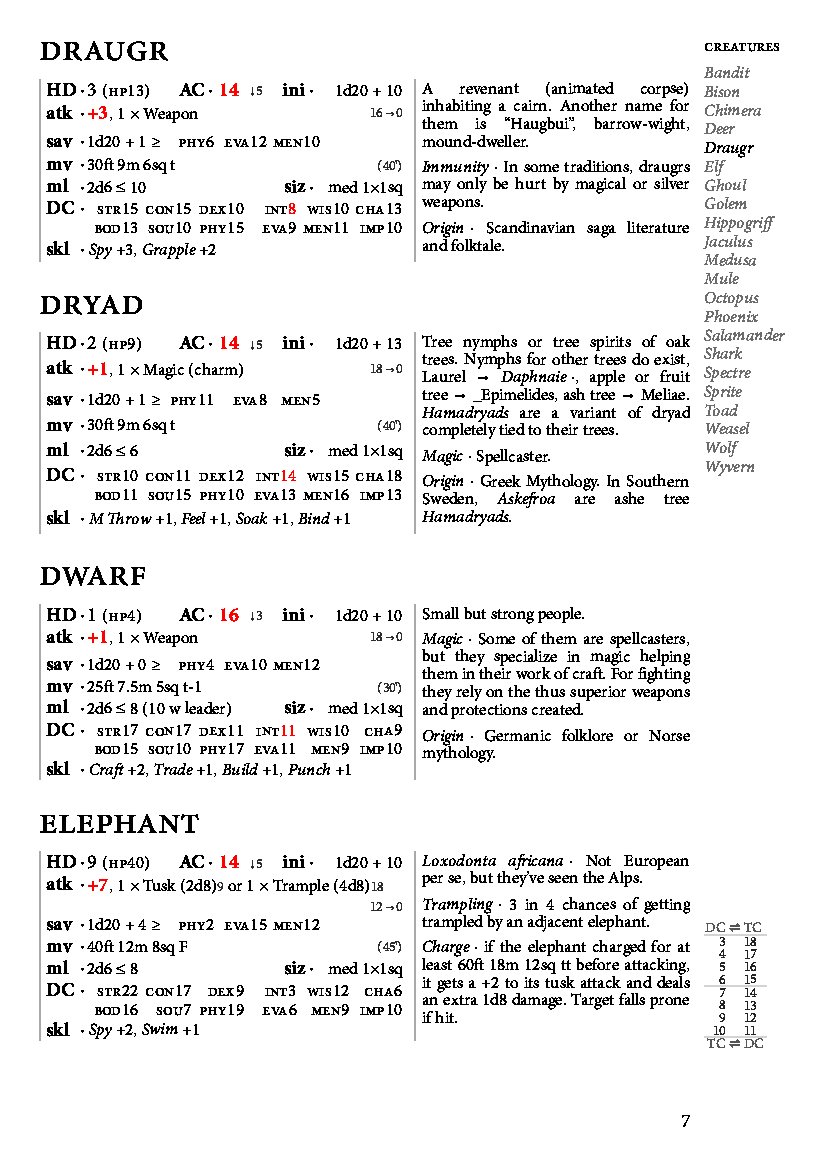 DRAUGR
HD · 3 (HP13) AC · 14 ↓5 ini · 1d20 + 10
atk · +3, 1 × Weapon 16→0
sav · 1d20 + 1 ≥ PHY6 EVA12 MEN10
mv · 30ft 9m 6sq t (40')
ml · 2d6 ≤ 10 siz · med 1×1sq
DC · STR15 CON15 DEX10 INT8 WIS10 CHA13
BOD13 SOU10 PHY15 EVA9 MEN11 IMP10
skl · Spy +3, Grapple +2
A revenant (animated corpse)
inhabiting a cairn. Another name for
them is “Haugbui”, barrow-wight,
mound-dweller.
Immunity · In some traditions, draugrs
may only be hurt by magical or silver
weapons.
Origin · Scandinavian saga literature
and folktale.
DRYAD
HD · 2 (HP9) AC · 14 ↓5 ini · 1d20 + 13
atk · +1, 1 × Magic (charm) 18→0
sav · 1d20 + 1 ≥ PHY11 EVA8 MEN5
mv · 30ft 9m 6sq t (40')
ml · 2d6 ≤ 6 siz · med 1x1sq
DC · STR10 CON11 DEX12 INT14 WIS15 CHA18
BOD11 SOU15 PHY10 EVA13 MEN16 IMP13
skl · M Throw +1, Feel +1, Soak +1, Bind +1
Tree nymphs or tree spirits of oak
trees. Nymphs for other trees do exist,
Laurel → Daphnaie ·, apple or fruit
tree → _Epimelides, ash tree → Meliae.
Hamadryads are a variant of dryad
completely tied to their trees.
Magic · Spellcaster.
Origin · Greek Mythology. In Southern
Sweden, Askefroa are ashe tree
Hamadryads.
DWARF
HD · 1 (HP4) AC · 16 ↓3 ini · 1d20 + 10
atk · +1, 1 × Weapon 18→0
sav · 1d20 + 0 ≥ PHY4 EVA10 MEN12
mv · 25ft 7.5m 5sq t-1 (30')
ml · 2d6 ≤ 8 (10 w leader) siz · med 1×1sq
DC · STR17 CON17 DEX11 INT11 WIS10 CHA9
BOD15 SOU10 PHY17 EVA11 MEN9 IMP10
skl · Craft +2, Trade +1, Build +1, Punch +1
Small but strong people.
Magic · Some of them are spellcasters,
but they specialize in magic helping
them in their work of craft. For fighting
they rely on the thus superior weapons
and protections created.
Origin · Germanic folklore or Norse
mythology.
ELEPHANT
HD · 9 (HP40) AC · 14 ↓5 ini · 1d20 + 10
atk · +7, 1 × Tusk (2d8)9 or 1 × Trample (4d8)18
12→0
sav · 1d20 + 4 ≥ PHY2 EVA15 MEN12
mv · 40ft 12m 8sq F (45')
ml · 2d6 ≤ 8 siz · med 1×1sq
DC · STR22 CON17 DEX9 INT3 WIS12 CHA6
BOD16 SOU7 PHY19 EVA6 MEN9 IMP10
skl · Spy +2, Swim +1
Loxodonta africana · Not European
per se, but they’ve seen the Alps.
Trampling · 3 in 4 chances of getting
trampled by an adjacent elephant.
Charge · if the elephant charged for at
least 60ft 18m 12sq tt before attacking,
it gets a +2 to its tusk attack and deals
an extra 1d8 damage. Target falls prone
if hit.
CREATURES
Bandit
Bison
Chimera
Deer
Draugr
Elf
Ghoul
Golem
Hippogriff
Jaculus
Medusa
Mule
Octopus
Phoenix
Salamander
Shark
Spectre
Sprite
Toad
Weasel
Wolf
Wyvern
DC ⇌ TC
3 18
4 17
5 16
6 15
7 14
8 13
9 12
10 11
TC ⇌ DC
7